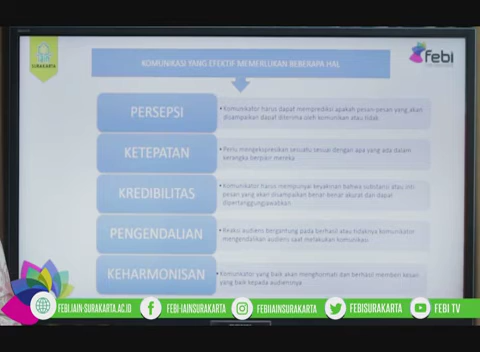 SURAKARTA
febi
KOMUNIKASI YANG EFEKTIF MEMERLUKAN BEBERAPA HAL
PERSEPSI
• Komunikator harus dapat memprediksi apakah pesan-pesan yang akan
disampaikan dapat diterima oleh komunikan atau tidak.
KETEPATAN
• Perlu mengekspresikan sesuatu sesuai dengan apa yang ada dalam
kerangka berpikir mereka
KREDIBILITAS
• Komunikator harus mempunyai keyakinan bahwa substansi atau inti
pesan yang akan disampaikan benar-benar akurat dan dapat
dipertanggungjawabkan
PENGENDALIAN
• Reaksi audiens bergantung pada berhasil atau tidaknya komunikator
mengendalikan audiens saat melakukan komunikasi.
KEHARMONISAN
• Komunikator yang baik akan menghormati dan berhasil memberi kesan
yang baik kepada audiensnya
FEBI.IAIN-SURAKARTA.AC.ID
FEBI-IAINSURAKARTA
FEBIIAINSURAKARTA
FEBISURAKARTA
FEBI TV